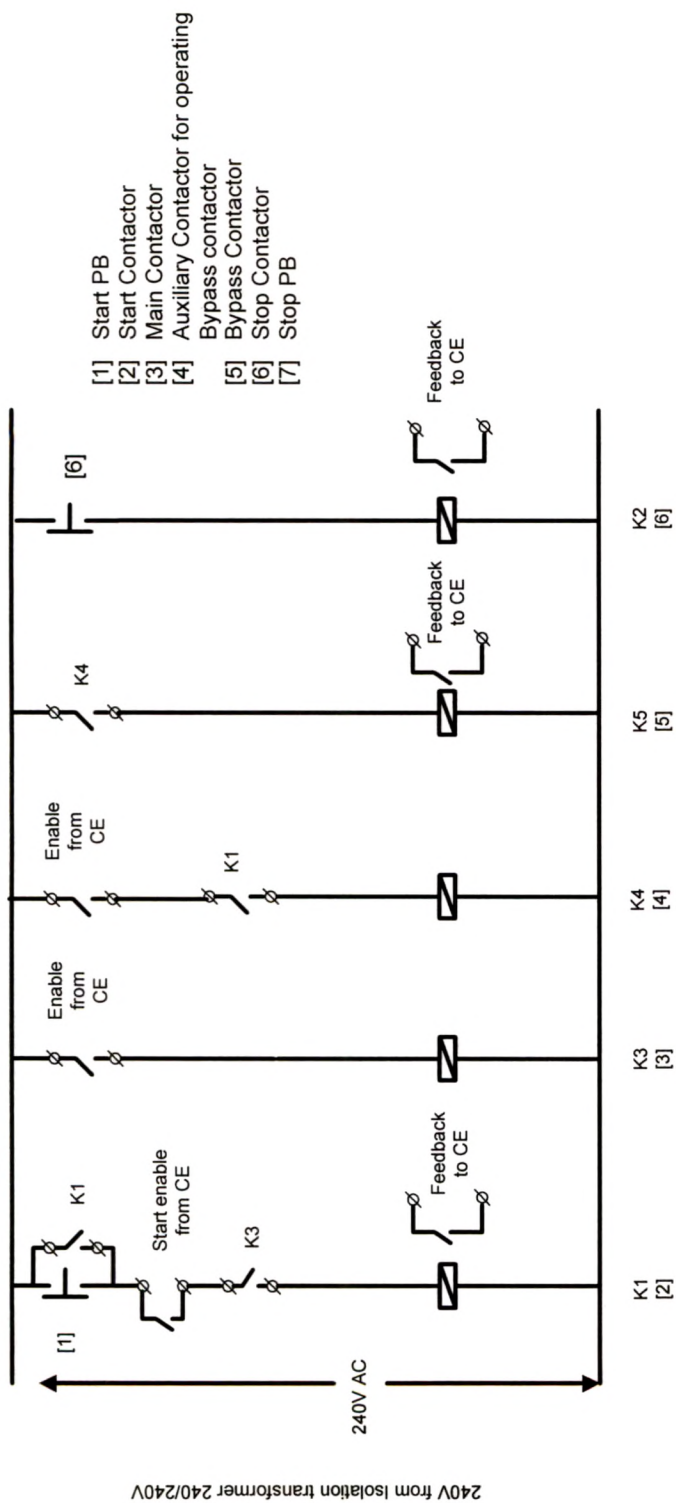 240V from Isolation transformer 240/240V
240V AC
[1]
K1
Start enable
from CE
K3
Feedback
to CE
K1
[2]
Enable
from
CE
K3
[3]
Enable
from
CE
K1
K4
[4]
K4
Feedback
to CE
K5
[5]
[6]
Feedback
to CE
K2
[6]
[1] Start PB
[2] Start Contactor
[3] Main Contactor
[4] Auxiliary Contactor for operating
Bypass contactor
[5] Bypass Contactor
[6] Stop Contactor
[7] Stop PB